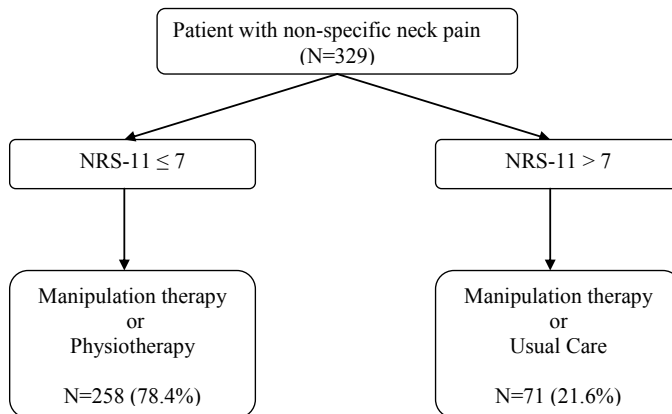 Patient with non-specific neck pain
(N=329)
NRS-11 ≤ 7
NRS-11 > 7
Manipulation therapy
or
Physiotherapy
N=258 (78.4%)
Manipulation therapy
or
Usual Care
N=71 (21.6%)